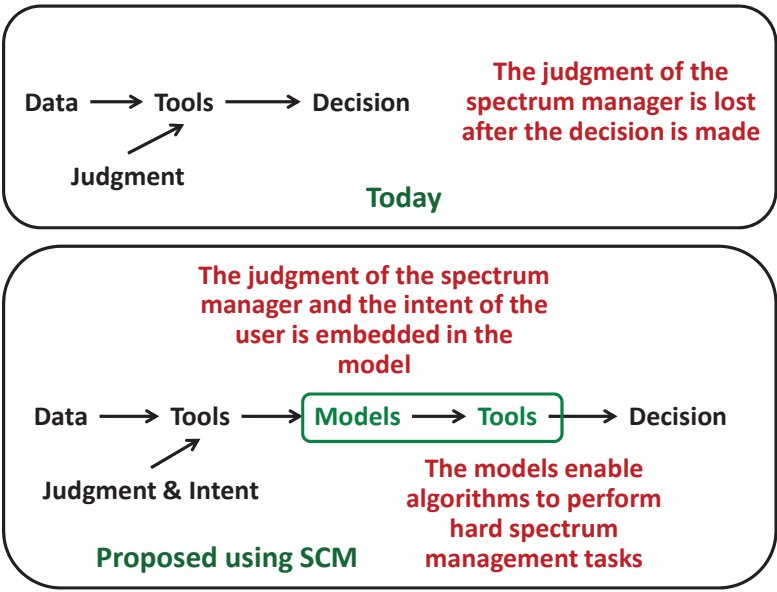 The judgment of the
spectrum manager is lost
after the decision is made
Data Tools Decision
Judgment
Today
The judgment of the spectrum
manager and the intent of the
user is embedded in the
model
Data Tools Models Tools Decision
Judgment & Intent
The models enable
algorithms to perform
hard spectrum
management tasks
Proposed using SCM